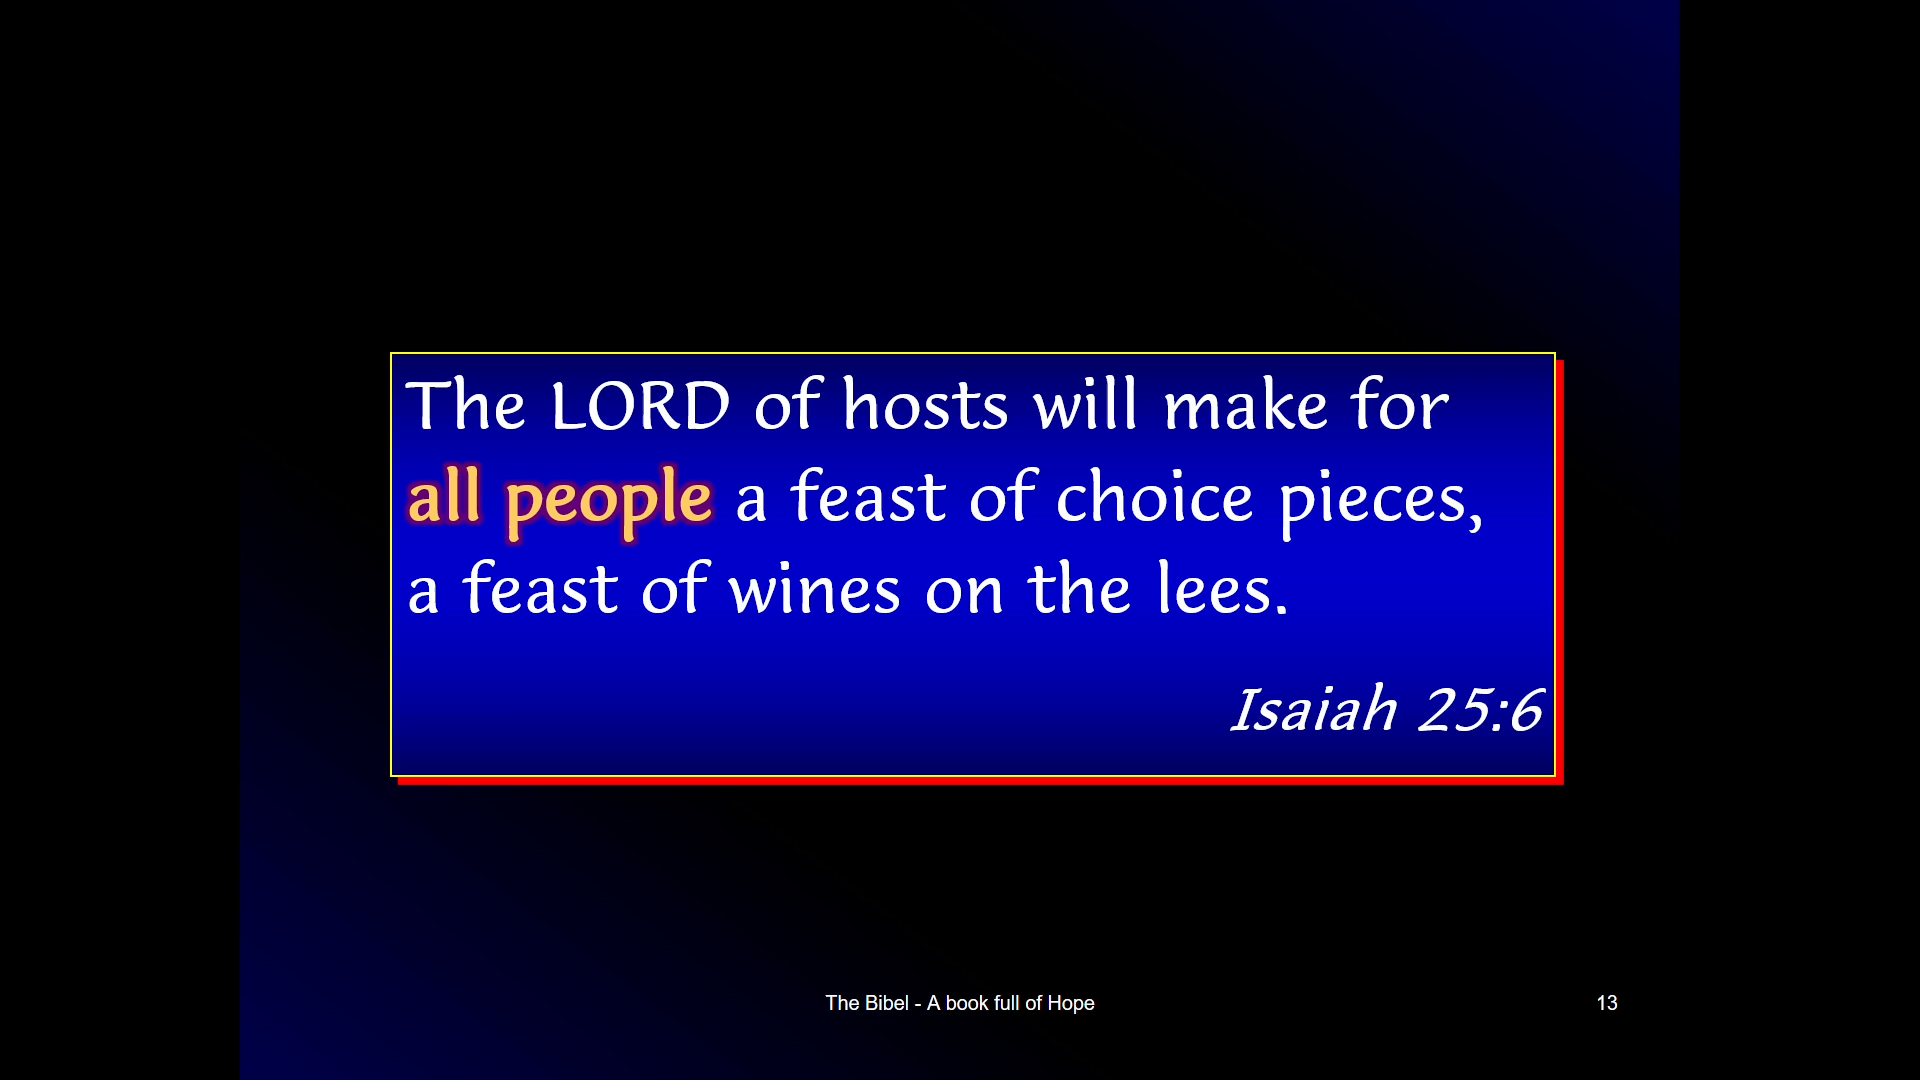 The LORD of hosts will make for
all people a feast of choice pieces,
a feast of wines on the lees.
Isaiah 25:6
The Bibel - A book full of Hope
13